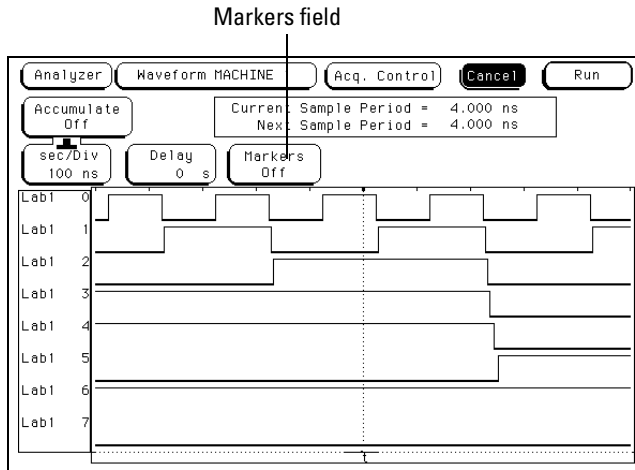 Markers field
Analyzer Waveform MACHINE Acq. Control Cancel Run
Accumulate
Off
Current Sample Period = 4.000 ns
Next Sample Period = 4.000 ns
sec/Div
100 ns
Delay
0 s
Markers
Off
Lab1 0
Lab1 1
Lab1 2
Lab1 3
Lab1 4
Lab1 5
Lab1 6
Lab1 7
t